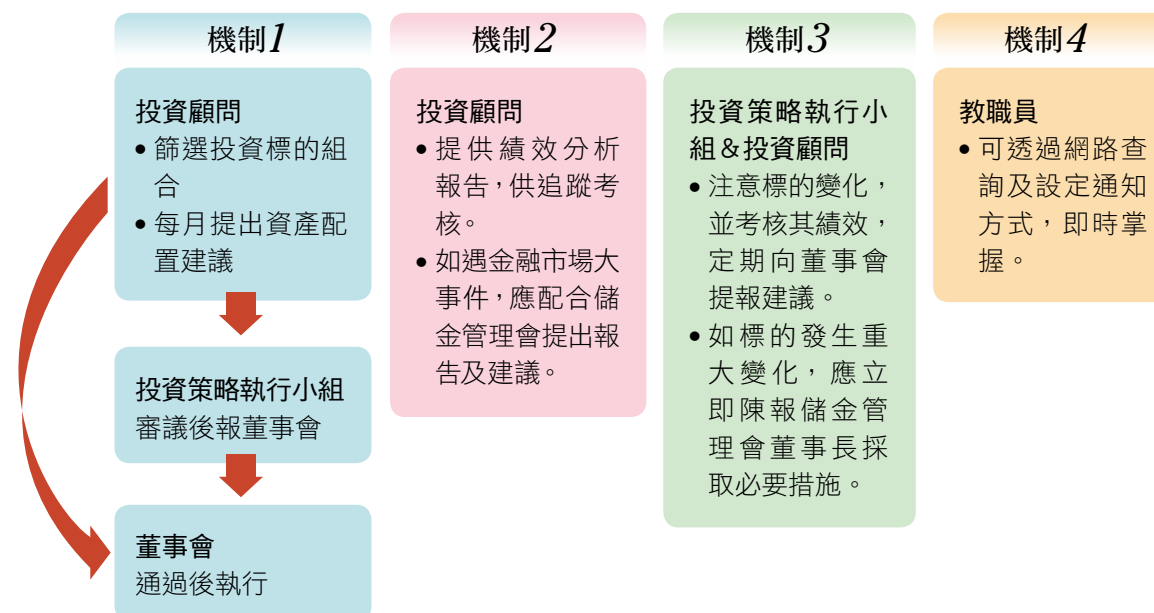 機制1
投資顧問
• 篩選投資標的組
合
• 每月提出資產配
置建議
投資策略執行小組
審議後報董事會
董事會
通過後執行
機制2
投資顧問
• 提供績效分析
報告，供追蹤考
核。
• 如遇金融市場大
事件，應配合儲
金管理會提出報
告及建議。
機制3
投資策略執行小
組＆投資顧問
• 注意標的變化，
並考核其績效，
定期向董事會
提報建議。
• 如標的發生重
大變化，應立
即陳報儲金管
理會董事長採
取必要措施。
機制4
教職員
• 可透過網路查
詢及設定通知
方式，即時掌
握。